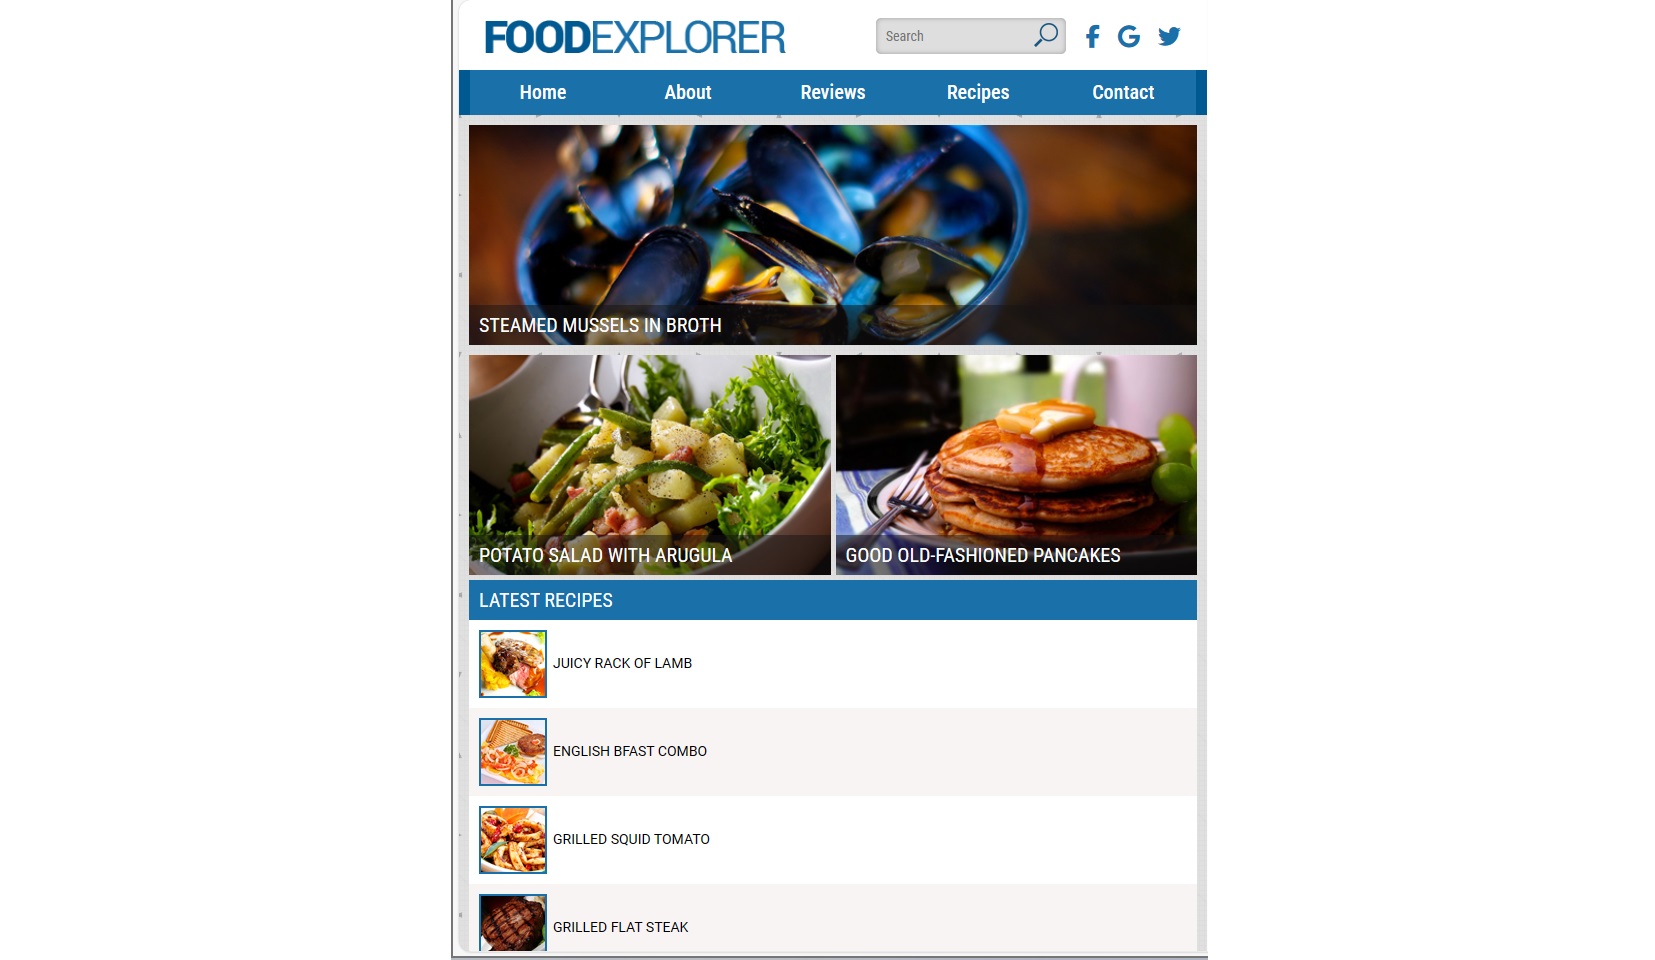 FOODEXPLORER
Search
Home About Reviews Recipes Contact
STEAMED MUSSELS IN BROTH
POTATO SALAD WITH ARUGULA
GOOD OLD-FASHIONED PANCAKES
LATEST RECIPES
JUICY RACK OF LAMB
ENGLISH BFAST COMBO
GRILLED SQUID TOMATO
GRILLED FLAT STEAK